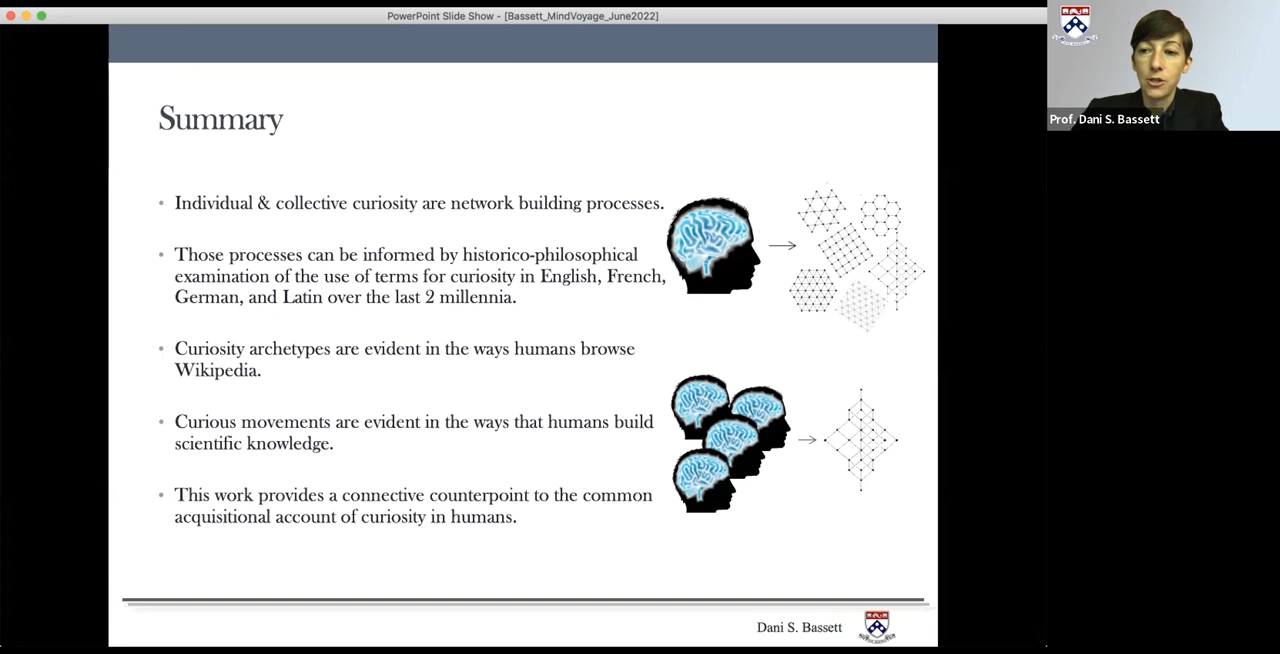 PowerPoint Slide Show - [Bassett_MindVoyage_June2022]
Prof. Dani S. Bassett
Summary
• Individual & collective curiosity are network building processes.
• Those processes can be informed by historico-philosophical
examination of the use of terms for curiosity in English, French,
German, and Latin over the last 2 millennia.
• Curiosity archetypes are evident in the ways humans browse
Wikipedia.
• Curious movements are evident in the ways that humans build
scientific knowledge.
• This work provides a connective counterpoint to the common
acquisitional account of curiosity in humans.
Dani S. Bassett